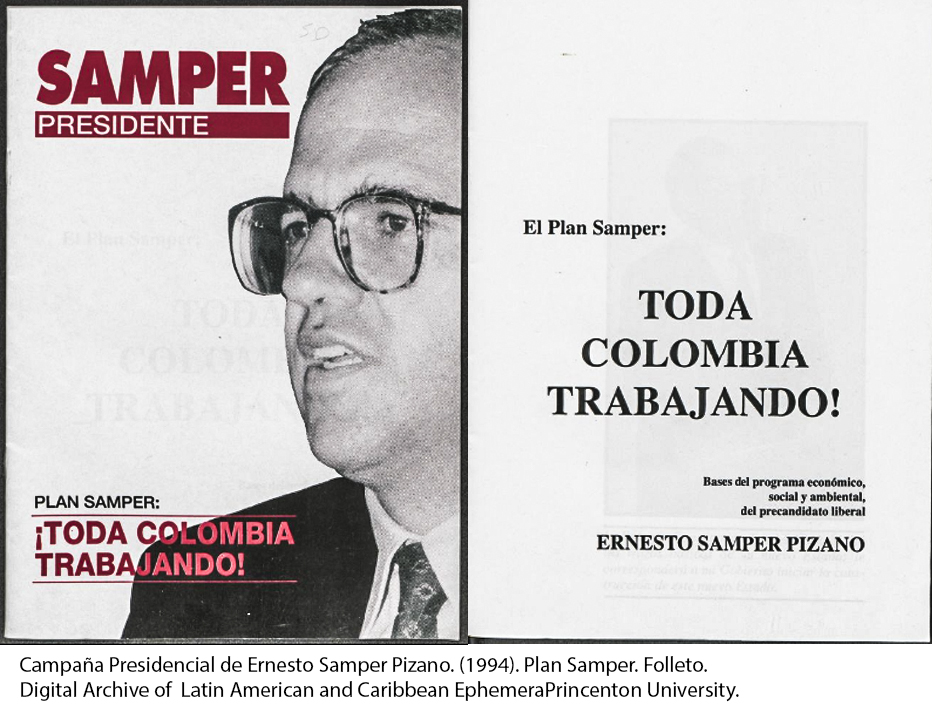 SAMPER
PRESIDENTE
PLAN SAMPER:
¡TODA COLOMBIA
TRABAJANDO!
El Plan Samper:
TODA
COLOMBIA
TRABAJANDO!
Bases del programa económico,
social y ambiental,
del precandidato liberal
ERNESTO SAMPER PIZANO
Campaña Presidencial de Ernesto Samper Pizano. (1994). Plan Samper. Folleto.
Digital Archive of Latin American and Caribbean EphemeraPrincenton University.